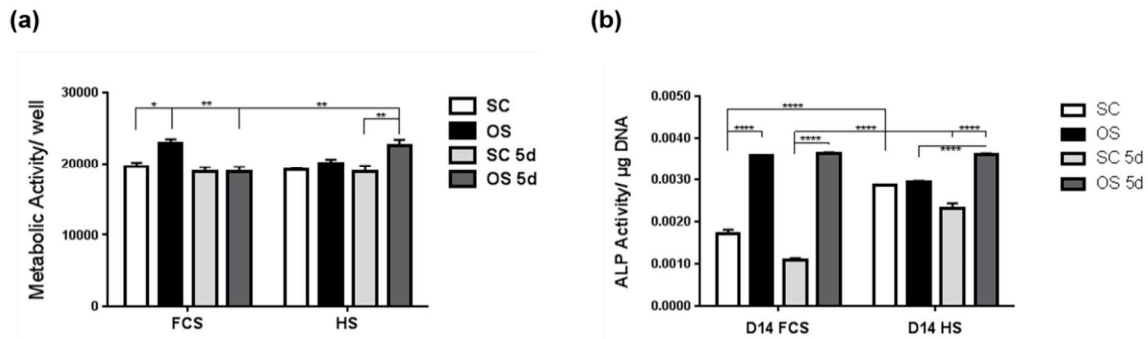 (a)
Metabolic Activity/ well
30000
20000
10000
0
*
**
**
**
FCS
HS
SC
OS
SC 5d
OS 5d
(b)
ALP Activity/ µg DNA
0.0050
0.0040
0.0030
0.0020
0.0010
0.0000
****
****
****
****
****
****
D14 FCS
D14 HS
SC
OS
SC 5d
OS 5d